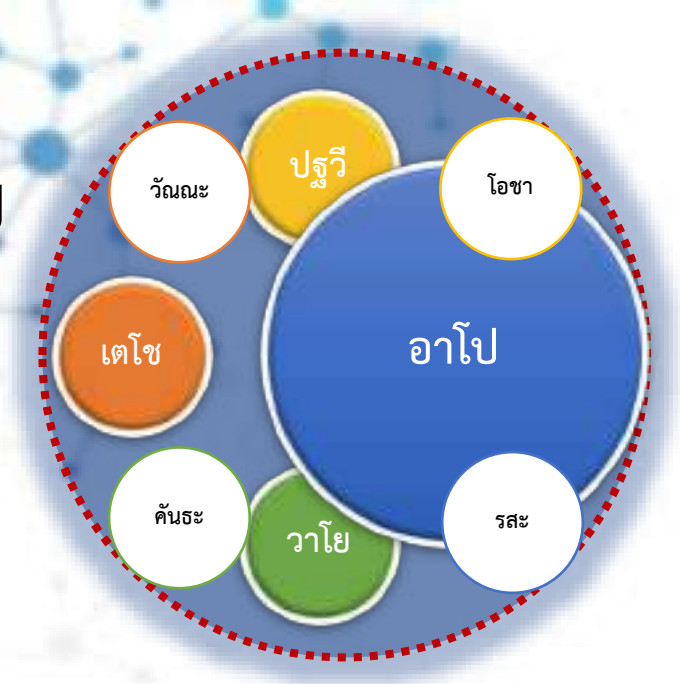 ปฐวี
วัณณะ
โอชา
เตโช
อาโป
คันธะ
รสะ
วาโย